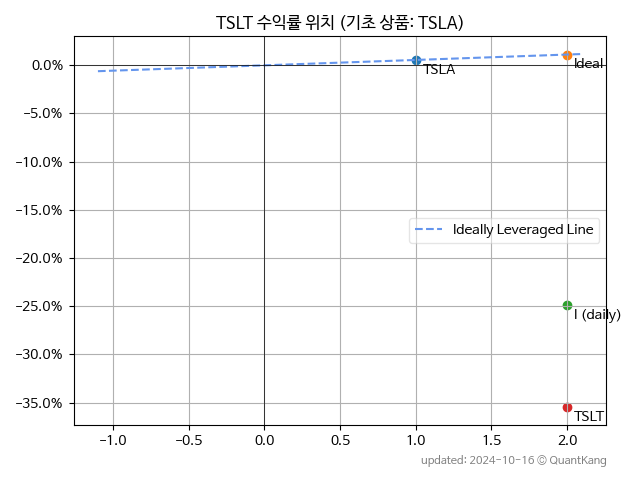 TSLT 수익률 위치 (기초 상품: TSLA)
0.0%
−5.0%
−10.0%
−15.0%
−20.0%
−25.0%
−30.0%
−35.0%
TSLA
Ideal
Ideally Leveraged Line
I (daily)
TSLT
−1.0 −0.5 0.0 0.5 1.0 1.5 2.0
updated: 2024-10-16 © QuantKang